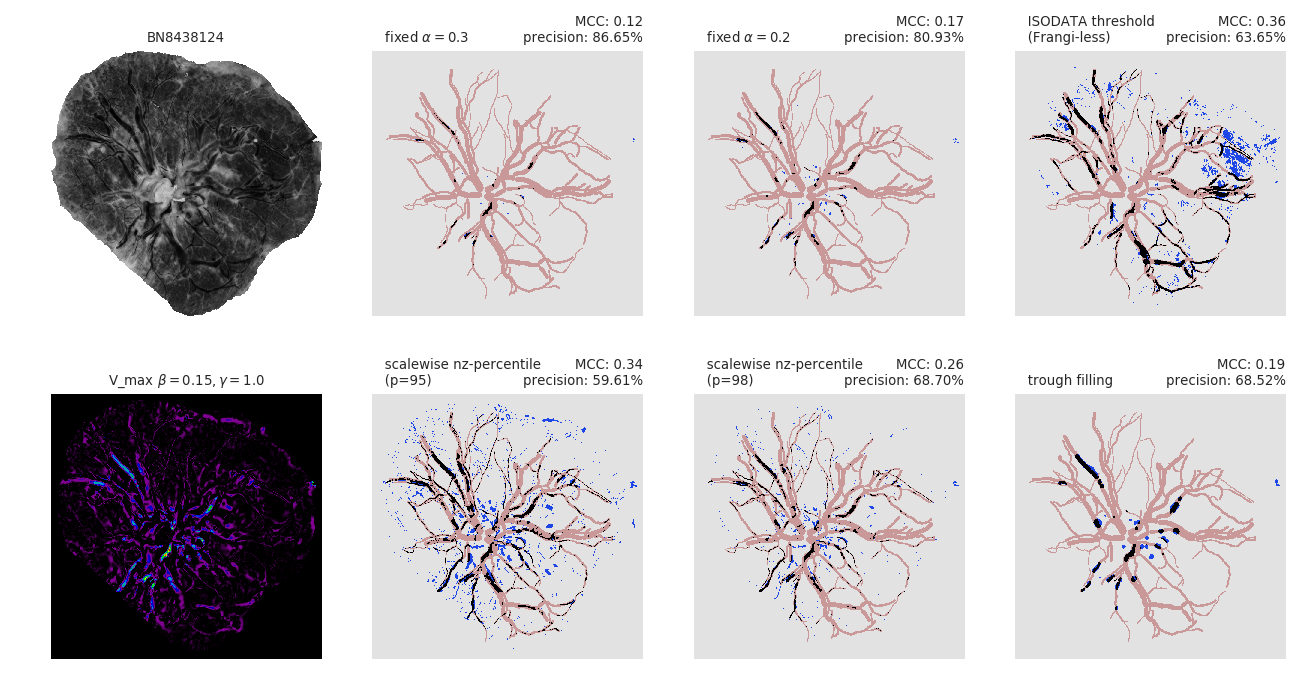 BN8438124
fixed α = 0.3
MCC: 0.12
precision: 86.65%
fixed α = 0.2
MCC: 0.17
precision: 80.93%
ISODATA threshold
(Frangi-less)
MCC: 0.36
precision: 63.65%
V_max β = 0.15, γ = 1.0
scalewise nz-percentile
(p=95)
MCC: 0.34
precision: 59.61%
scalewise nz-percentile
(p=98)
MCC: 0.26
precision: 68.70%
trough filling
MCC: 0.19
precision: 68.52%